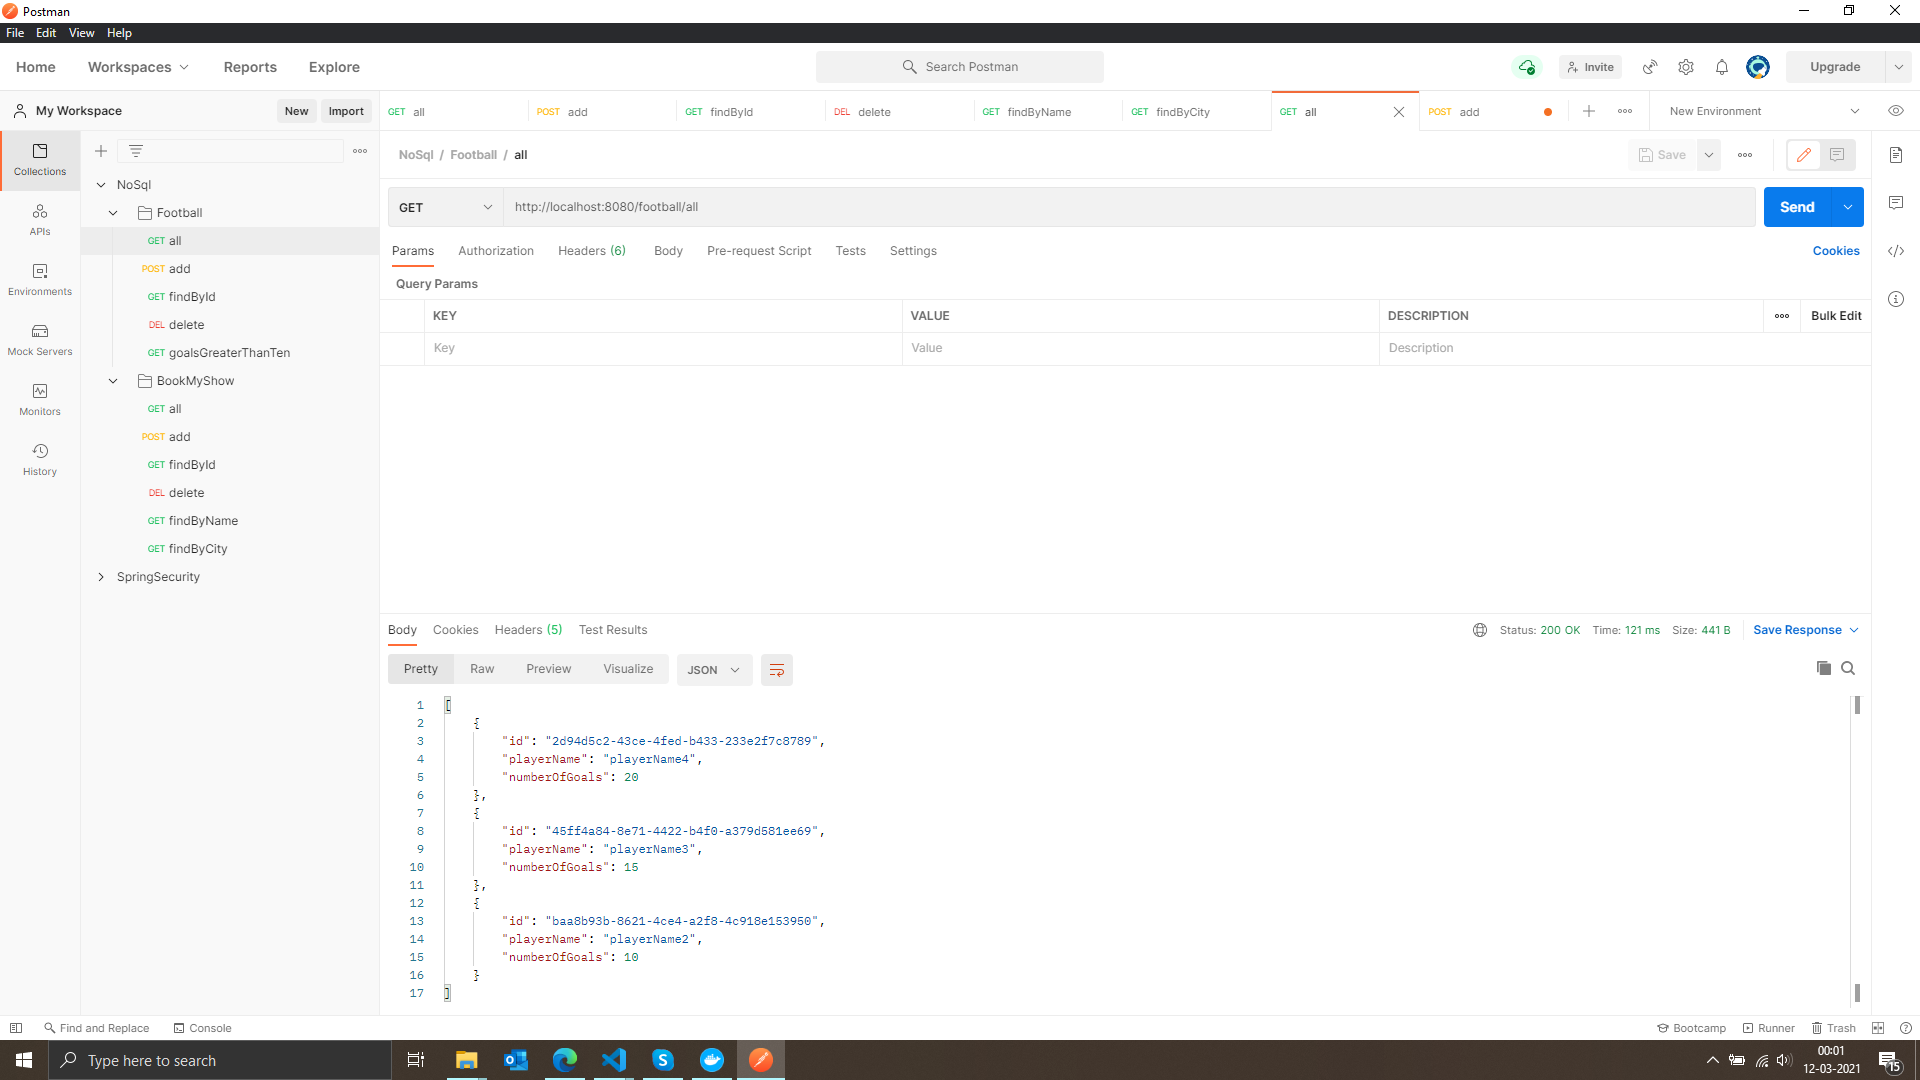 Postman
File Edit View Help
Home Workspaces Reports Explore Search Postman Invite Upgrade
My Workspace New Import GET all POST add GET findById DEL delete GET findByName GET findByCity GET all POST add New Environment
NoSql / Football / all Save
Collections
APIs
Environments
Mock Servers
Monitors
History
NoSql
Football
GET all
POST add
GET findById
DEL delete
GET goalsGreaterThanTen
BookMyShow
GET all
POST add
GET findById
DEL delete
GET findByName
GET findByCity
SpringSecurity
GET http://localhost:8080/football/all Send
Params Authorization Headers (6) Body Pre-request Script Tests Settings Cookies
Query Params
KEY VALUE DESCRIPTION Bulk Edit
Key Value Description
Body Cookies Headers (5) Test Results Status: 200 OK Time: 121 ms Size: 441 B Save Response
Pretty Raw Preview Visualize JSON
1 [
2 {
3 "id": "2d94d5c2-43ce-4fed-b433-233e2f7c8789",
4 "playerName": "playerName4",
5 "numberOfGoals": 20
6 },
7 {
8 "id": "45ff4a84-8e71-4422-b4f0-a379d581ee69",
9 "playerName": "playerName3",
10 "numberOfGoals": 15
11 },
12 {
13 "id": "baa8b93b-8621-4ce4-a2f8-4c918e153950",
14 "playerName": "playerName2",
15 "numberOfGoals": 10
16 }
17 ]
Find and Replace Console Bootcamp Runner Trash
Type here to search
00:01
12-03-2021
15